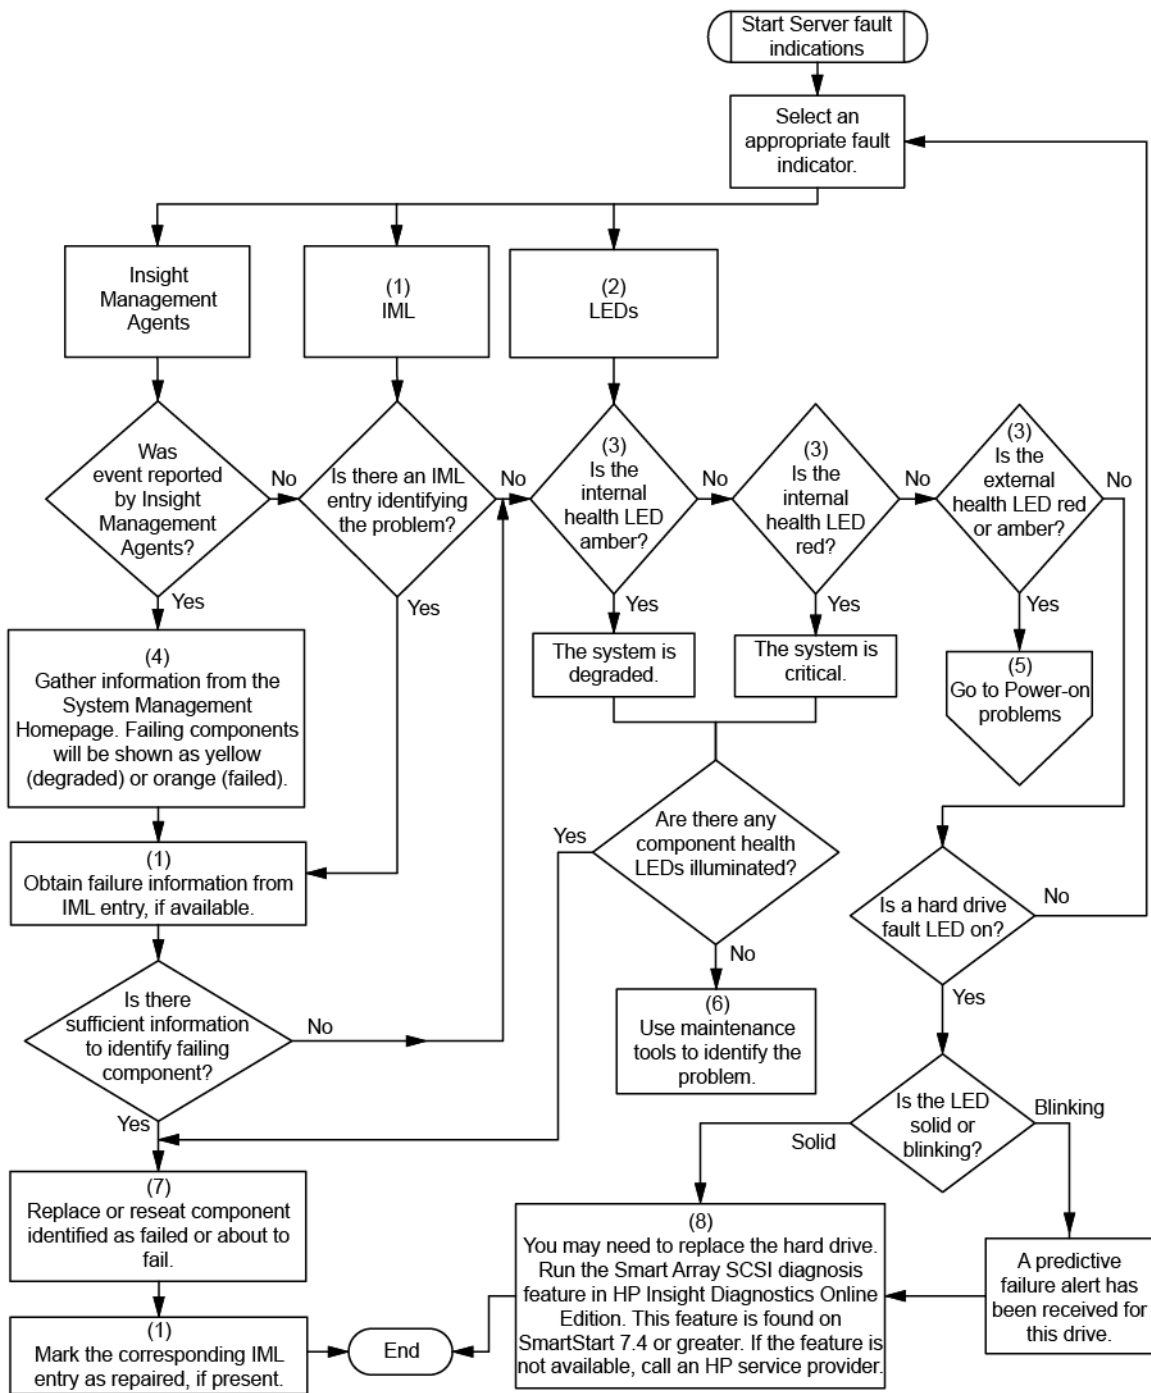 Start Server fault
indications
Select an
appropriate fault
indicator.
Insight
Management
Agents
(1)
IML
(2)
LEDs
Was
event reported
by Insight
Management
Agents?
No
Is there an IML
entry identifying
the problem?
No
(3)
Is the
internal
health LED
amber?
No
(3)
Is the
internal
health LED
red?
No
(3)
Is the
external
health LED red
or amber?
No
Yes
Yes
Yes
Yes
Yes
(4)
Gather information from the
System Management
Homepage. Failing components
will be shown as yellow
(degraded) or orange (failed).
The system is
degraded.
The system is
critical.
(5)
Go to Power-on
problems
Yes
Are there any
component health
LEDs illuminated?
No
(1)
Obtain failure information from
IML entry, if available.
Is a hard drive
fault LED on?
No
Yes
Is there
sufficient information
to identify failing
component?
No
Yes
(6)
Use maintenance
tools to identify the
problem.
Is the LED
solid or
blinking?
Solid
Blinking
(7)
Replace or reseat component
identified as failed or about to
fail.
(8)
You may need to replace the hard drive.
Run the Smart Array SCSI diagnosis
feature in HP Insight Diagnostics Online
Edition. This feature is found on
SmartStart 7.4 or greater. If the feature is
not available, call an HP service provider.
A predictive
failure alert has
been received for
this drive.
(1)
Mark the corresponding IML
entry as repaired, if present.
End